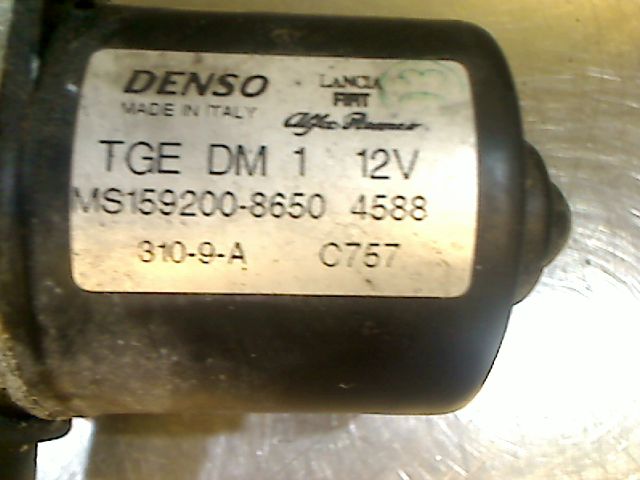 DENSO
MADE IN ITALY
LANCIA
FIAT
Alfa Romeo
TGE DM 1 12V
MS159200-8650 4588
310-9-A C757